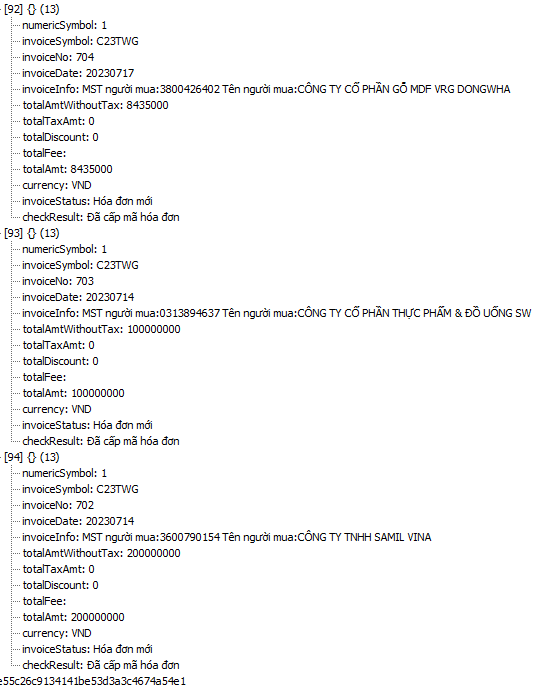 [92] {} (13)
numericSymbol: 1
invoiceSymbol: C23TWG
invoiceNo: 704
invoiceDate: 20230717
invoiceInfo: MST người mua:3800426402 Tên người mua:CÔNG TY CỔ PHẦN GỖ MDF VRG DONGWHA
totalAmtWithoutTax: 8435000
totalTaxAmt: 0
totalDiscount: 0
totalFee:
totalAmt: 8435000
currency: VND
invoiceStatus: Hóa đơn mới
checkResult: Đã cấp mã hóa đơn
[93] {} (13)
numericSymbol: 1
invoiceSymbol: C23TWG
invoiceNo: 703
invoiceDate: 20230714
invoiceInfo: MST người mua:0313894637 Tên người mua:CÔNG TY CỔ PHẦN THỰC PHẨM & ĐỒ UỐNG SW
totalAmtWithoutTax: 100000000
totalTaxAmt: 0
totalDiscount: 0
totalFee:
totalAmt: 100000000
currency: VND
invoiceStatus: Hóa đơn mới
checkResult: Đã cấp mã hóa đơn
[94] {} (13)
numericSymbol: 1
invoiceSymbol: C23TWG
invoiceNo: 702
invoiceDate: 20230714
invoiceInfo: MST người mua:3600790154 Tên người mua:CÔNG TY TNHH SAMIL VINA
totalAmtWithoutTax: 200000000
totalTaxAmt: 0
totalDiscount: 0
totalFee:
totalAmt: 200000000
currency: VND
invoiceStatus: Hóa đơn mới
checkResult: Đã cấp mã hóa đơn
e55c26c9134141be53d3a3c4674a54e1